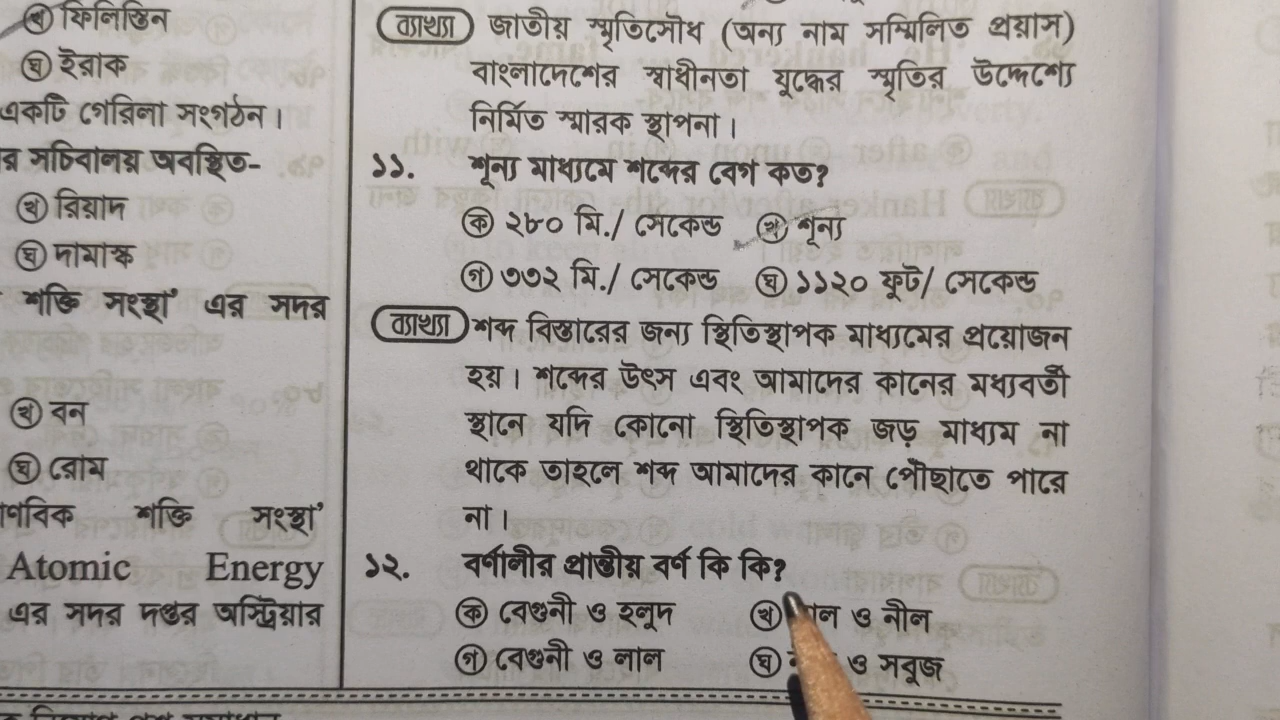 খ ফিলিস্তিন
ঘ ইরাক
একটি গেরিলা সংগঠন।
র সচিবালয় অবস্থিত-
খ রিয়াদ
ঘ দামাস্ক
শক্তি সংস্থা' এর সদর
খ বন
ঘ রোম
ণবিক শক্তি সংস্থা'
Atomic Energy
এর সদর দপ্তর অস্ট্রিয়ার
ব্যাখ্যা জাতীয় স্মৃতিসৌধ (অন্য নাম সম্মিলিত প্রয়াস)
বাংলাদেশের স্বাধীনতা যুদ্ধের স্মৃতির উদ্দেশ্যে
নির্মিত স্মারক স্থাপনা।
১১. শূন্য মাধ্যমে শব্দের বেগ কত?
ক ২৮০ মি./ সেকেন্ড খ শূন্য
গ ৩৩২ মি./ সেকেন্ড ঘ ১১২০ ফুট/ সেকেন্ড
ব্যাখ্যা শব্দ বিস্তারের জন্য স্থিতিস্থাপক মাধ্যমের প্রয়োজন
হয়। শব্দের উৎস এবং আমাদের কানের মধ্যবর্তী
স্থানে যদি কোনো স্থিতিস্থাপক জড় মাধ্যম না
থাকে তাহলে শব্দ আমাদের কানে পৌঁছাতে পারে
না।
১২. বর্ণালীর প্রান্তীয় বর্ণ কি কি?
ক বেগুনী ও হলুদ খ ও নীল
গ বেগুনী ও লাল ঘ ও সবুজ